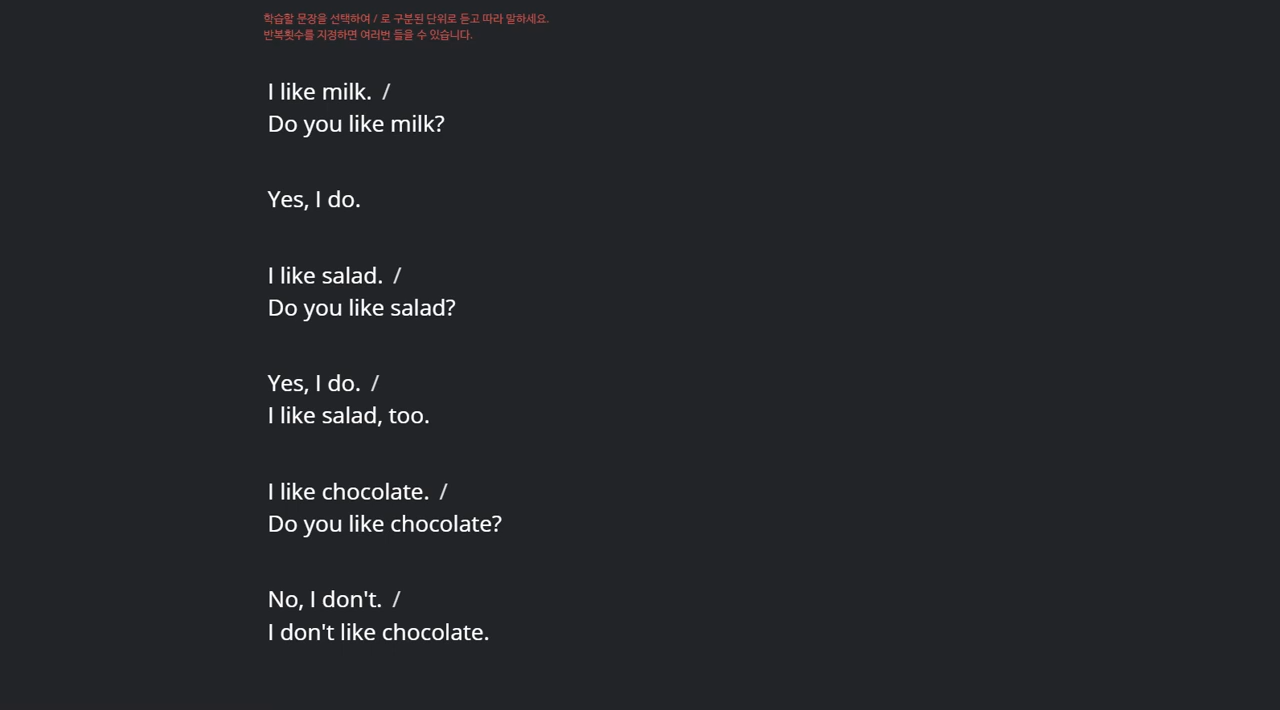 학습할 문장을 선택하여 / 로 구분된 단위로 듣고 따라 말하세요.
반복횟수를 지정하면 여러번 들을 수 있습니다.
I like milk. /
Do you like milk?
Yes, I do.
I like salad. /
Do you like salad?
Yes, I do. /
I like salad, too.
I like chocolate. /
Do you like chocolate?
No, I don't. /
I don't like chocolate.